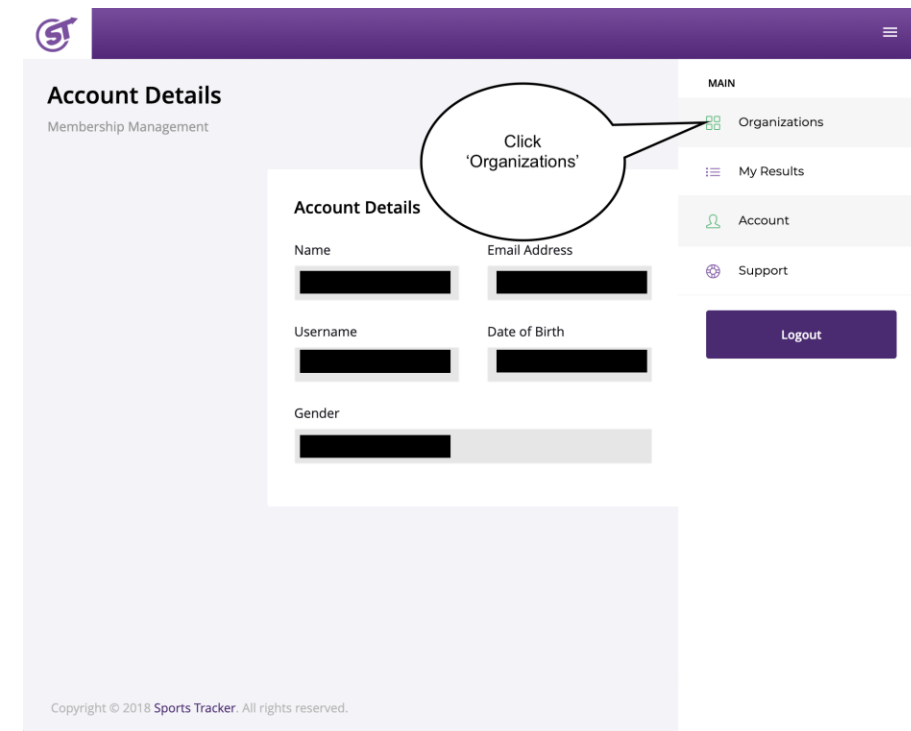 ST
Account Details
Membership Management
Click
‘Organizations’
Account Details
Name
Email Address
Username
Date of Birth
Gender
MAIN
Organizations
My Results
Account
Support
Logout
Copyright © 2018 Sports Tracker. All rights reserved.